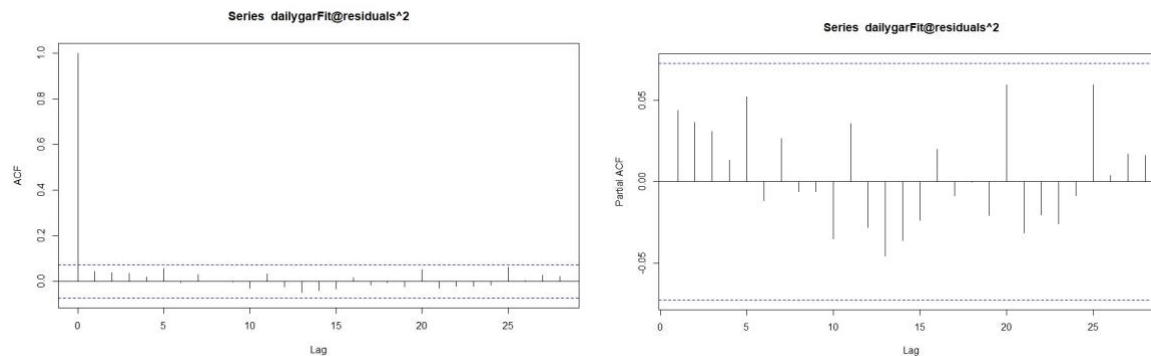 Series dailygarFit@residuals^2
ACF
1.0
0.8
0.6
0.4
0.2
0.0
0 5 10 15 20 25
Lag
Series dailygarFit@residuals^2
Partial ACF
0.05
0.00
-0.05
0 5 10 15 20 25
Lag